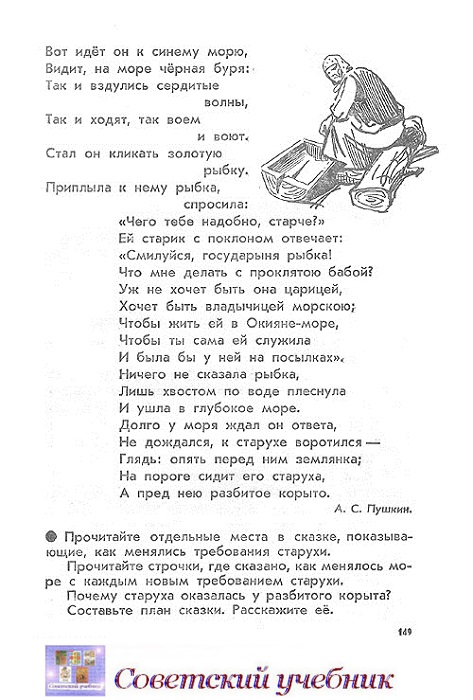 Вот идёт он к синему морю,
Видит, на море чёрная буря:
Так и вздулись сердитые
волны,
Так и ходят, так воем
и воют.
Стал он кликать золотую
рыбку.
Приплыла к нему рыбка,
спросила:
«Чего тебе надобно, старче?»
Ей старик с поклоном отвечает:
«Смилуйся, государыня рыбка!
Что мне делать с проклятою бабой?
Уж не хочет быть она царицей,
Хочет быть владычицей морскою;
Чтобы жить ей в Окияне-море,
Чтобы ты сама ей служила
И была бы у ней на посылках».
Ничего не сказала рыбка,
Лишь хвостом по воде плеснула
И ушла в глубокое море.
Долго у моря ждал он ответа,
Не дождался, к старухе воротился —
Глядь: опять перед ним землянка;
На пороге сидит его старуха,
А пред нею разбитое корыто.
А. С. Пушкин.
● Прочитайте отдельные места в сказке, показыва-
ющие, как менялись требования старухи.
Прочитайте строчки, где сказано, как менялось мо-
ре с каждым новым требованием старухи.
Почему старуха оказалась у разбитого корыта?
Составьте план сказки. Расскажите её.
149
Советский учебник
Советский учебник